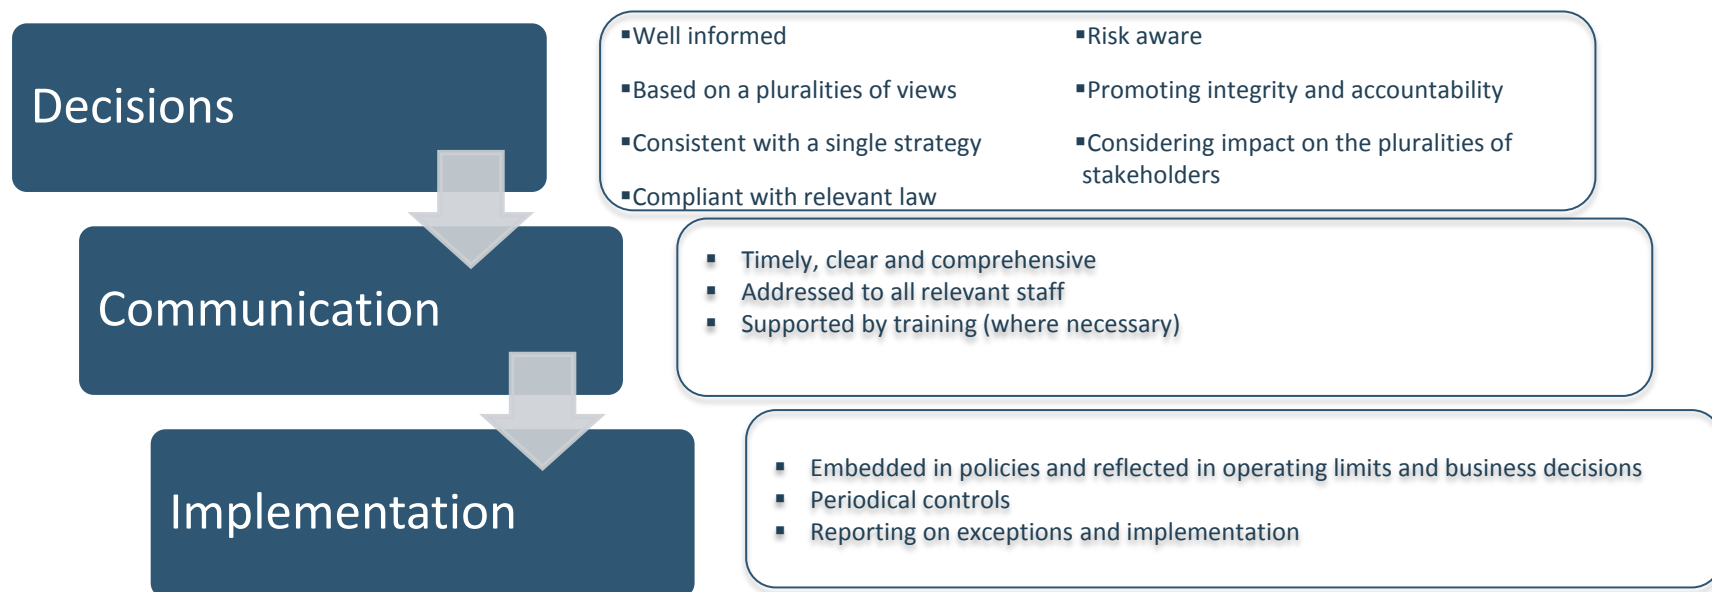 Decisions
▪Well informed
▪Based on a pluralities of views
▪Consistent with a single strategy
▪Compliant with relevant law
▪Risk aware
▪Promoting integrity and accountability
▪Considering impact on the pluralities of
stakeholders
Communication
▪ Timely, clear and comprehensive
▪ Addressed to all relevant staff
▪ Supported by training (where necessary)
Implementation
▪ Embedded in policies and reflected in operating limits and business decisions
▪ Periodical controls
▪ Reporting on exceptions and implementation